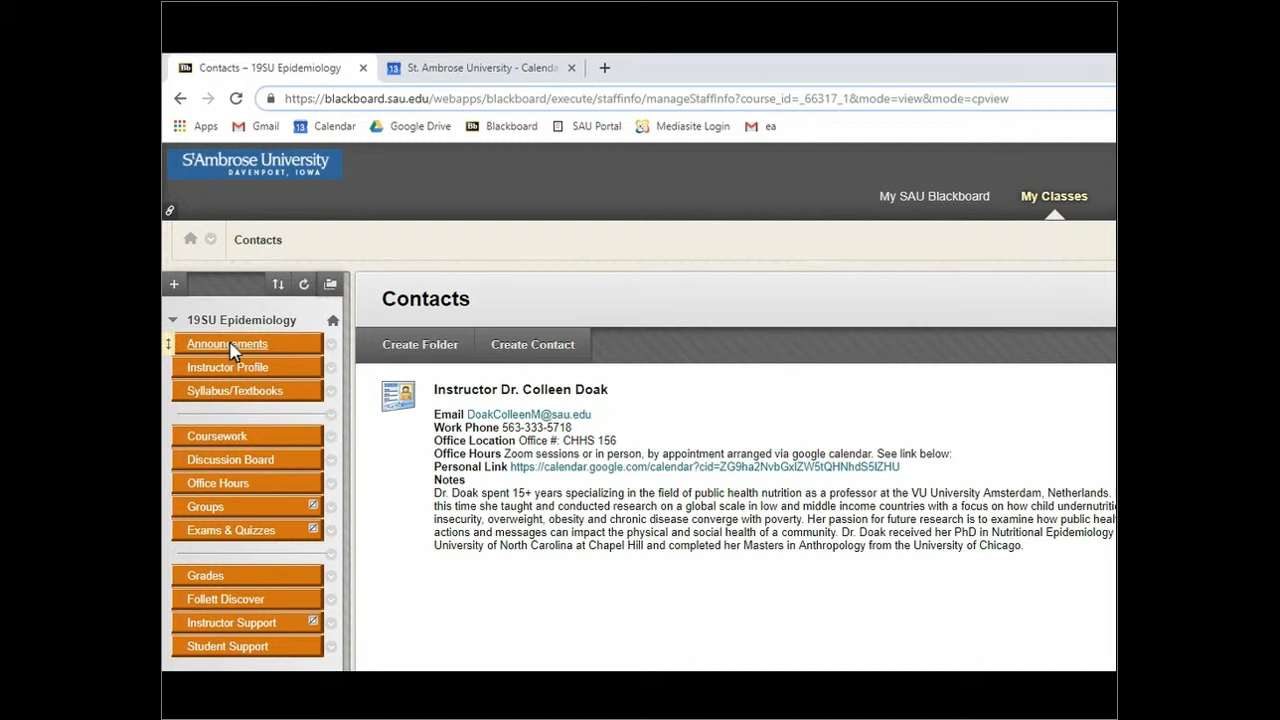 Bb Contacts – 19SU Epidemiology
13 St. Ambrose University - Calenda
https://blackboard.sau.edu/webapps/blackboard/execute/staffinfo/manageStaffInfo?course_id=_66317_1&mode=view&mode=cpview
Apps Gmail 13 Calendar Google Drive Bb Blackboard SAU Portal Mediasite Login ea
St. Ambrose University
DAVENPORT, IOWA
My SAU Blackboard My Classes
Contacts
19SU Epidemiology
Announcements
Instructor Profile
Syllabus/Textbooks
Coursework
Discussion Board
Office Hours
Groups
Exams & Quizzes
Grades
Follett Discover
Instructor Support
Student Support
Contacts
Create Folder Create Contact
Instructor Dr. Colleen Doak
Email DoakColleenM@sau.edu
Work Phone 563-333-5718
Office Location Office #: CHHS 156
Office Hours Zoom sessions or in person, by appointment arranged via google calendar. See link below:
Personal Link https://calendar.google.com/calendar?cid=ZG9ha2NvbGxlZW5tQHNhdS5lZHU
Notes
Dr. Doak spent 15+ years specializing in the field of public health nutrition as a professor at the VU University Amsterdam, Netherlands.
this time she taught and conducted research on a global scale in low and middle income countries with a focus on how child undernutriti
insecurity, overweight, obesity and chronic disease converge with poverty. Her passion for future research is to examine how public heal
actions and messages can impact the physical and social health of a community. Dr. Doak received her PhD in Nutritional Epidemiology
University of North Carolina at Chapel Hill and completed her Masters in Anthropology from the University of Chicago.